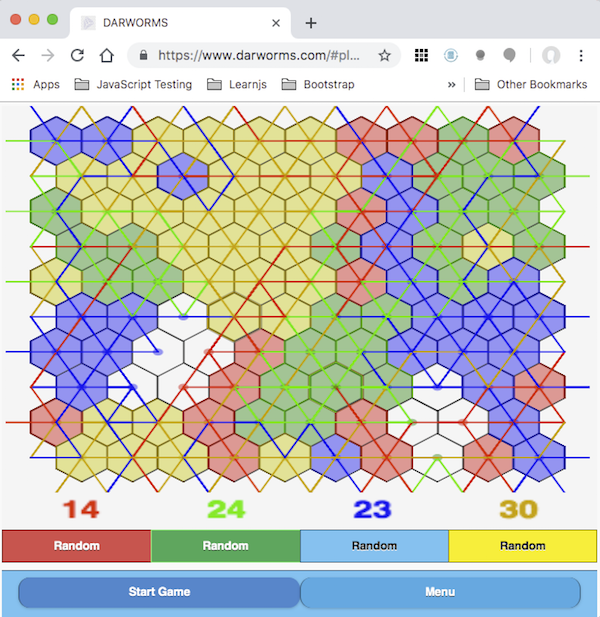 DARWORMS
https://www.darworms.com/#pl…
Apps JavaScript Testing Learnjs Bootstrap » Other Bookmarks
14 24 23 30
Random Random Random Random
Start Game Menu